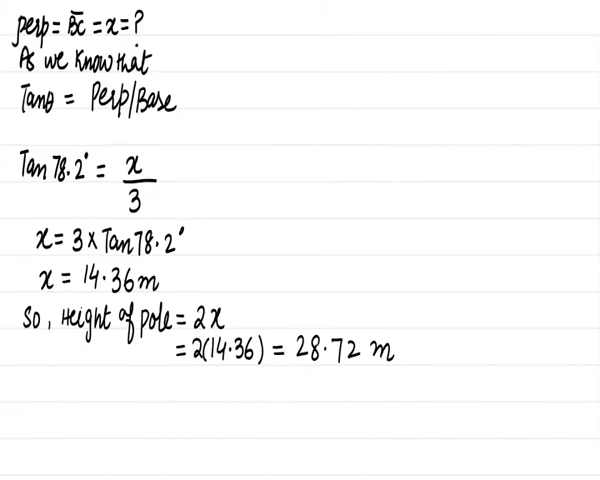 perp = BC̅ = x = ?
As we know that
Tanθ = Perp/Base
Tan 78.2° = x/3
x = 3 × Tan 78.2°
x = 14.36m
So, Height of pole = 2x
= 2(14.36) = 28.72 m